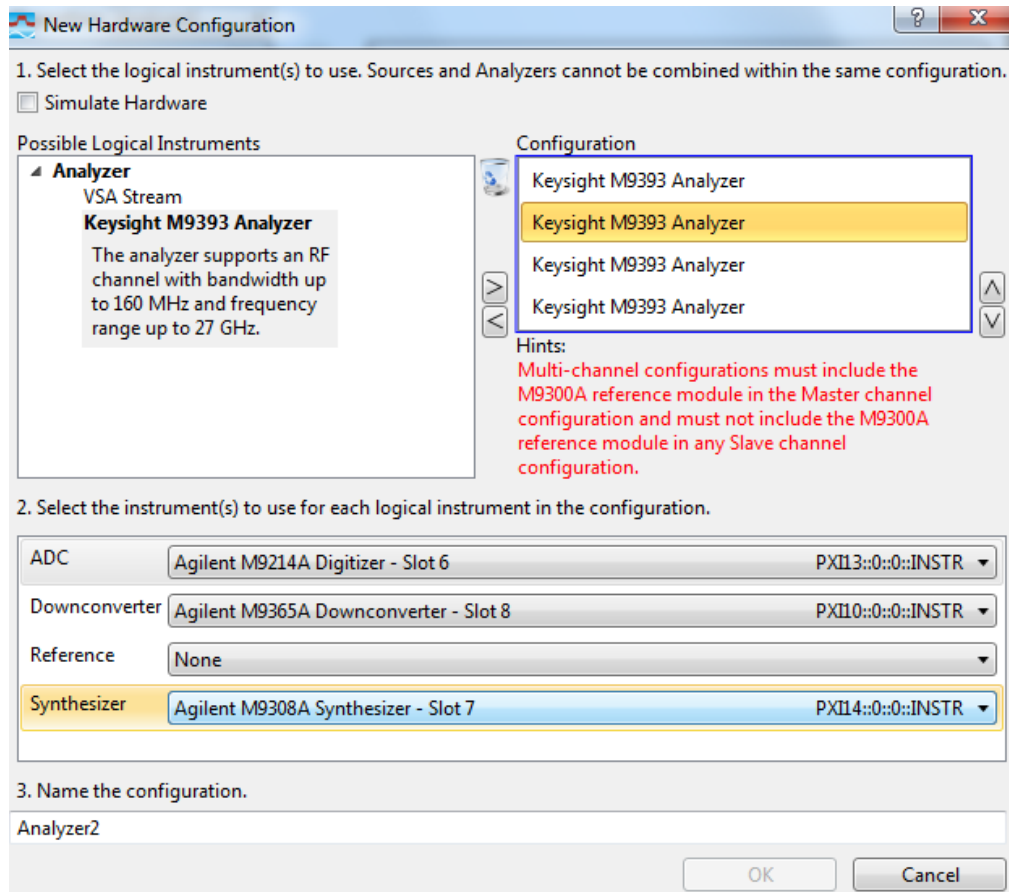 New Hardware Configuration
?
X
1. Select the logical instrument(s) to use. Sources and Analyzers cannot be combined within the same configuration.
Simulate Hardware
Possible Logical Instruments
Analyzer
VSA Stream
Keysight M9393 Analyzer
The analyzer supports an RF
channel with bandwidth up
to 160 MHz and frequency
range up to 27 GHz.
>
<
Configuration
Keysight M9393 Analyzer
Keysight M9393 Analyzer
Keysight M9393 Analyzer
Keysight M9393 Analyzer
Hints:
Multi-channel configurations must include the
M9300A reference module in the Master channel
configuration and must not include the M9300A
reference module in any Slave channel
configuration.
2. Select the instrument(s) to use for each logical instrument in the configuration.
ADC Agilent M9214A Digitizer - Slot 6 PXI13::0::0::INSTR
Downconverter Agilent M9365A Downconverter - Slot 8 PXI10::0::0::INSTR
Reference None
Synthesizer Agilent M9308A Synthesizer - Slot 7 PXI14::0::0::INSTR
3. Name the configuration.
Analyzer2
OK Cancel